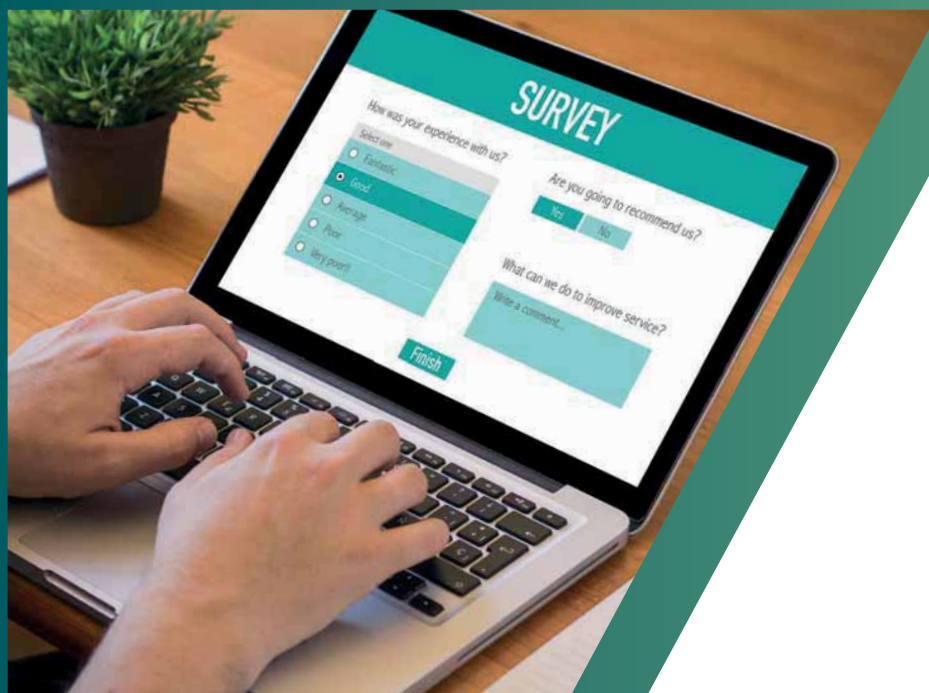 SURVEY
How was your experience with us?
Select one
Fantastic
Good
Average
Poor
Very poor!!
Are you going to recommend us?
Yes
No
What can we do to improve service?
Write a comment...
Finish